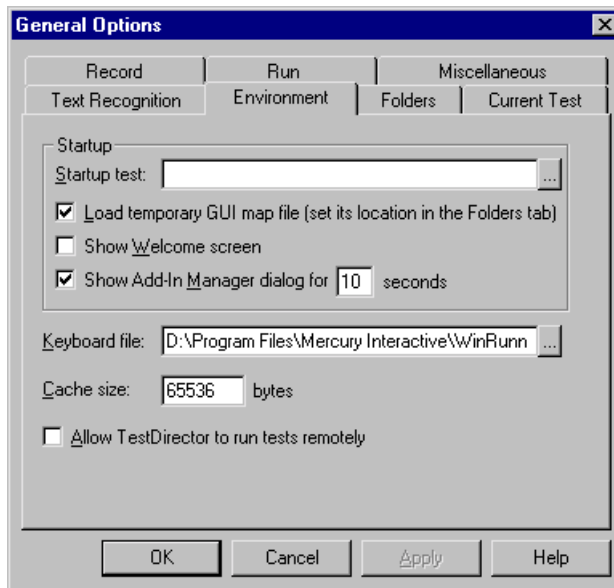 General Options
Record Run Miscellaneous
Text Recognition Environment Folders Current Test
Startup
Startup test: ...
Load temporary GUI map file (set its location in the Folders tab)
Show Welcome screen
Show Add-In Manager dialog for 10 seconds
Keyboard file: D:\Program Files\Mercury Interactive\WinRunn ...
Cache size: 65536 bytes
Allow TestDirector to run tests remotely
OK Cancel Apply Help